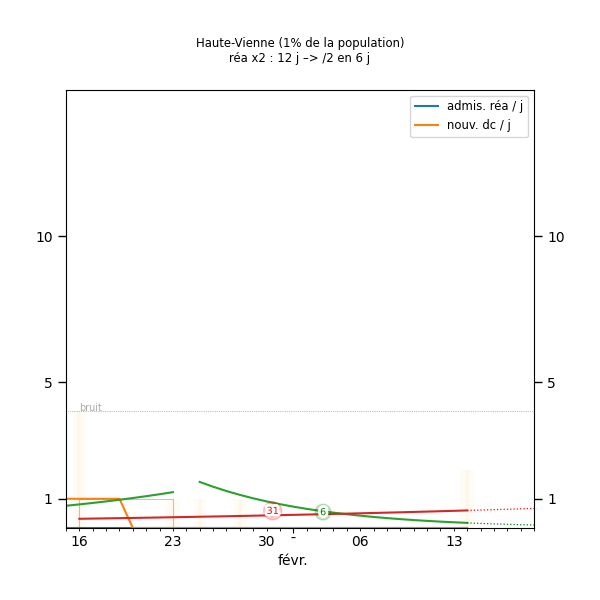 Haute-Vienne (1% de la population)
réa x2 : 12 j –> /2 en 6 j
admis. réa / j
nouv. dc / j
10
10
5
5
bruit
1
1
31
6
16
23
30
-
06
13
févr.